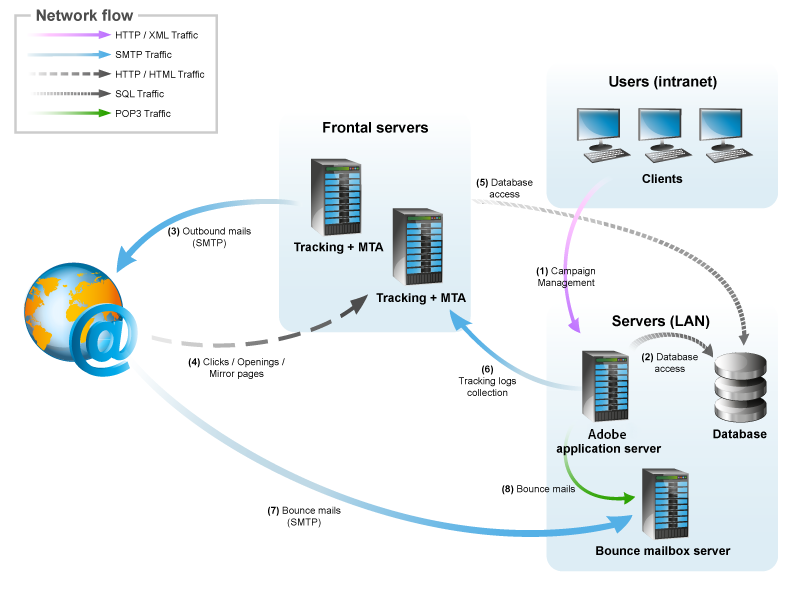 Network flow
HTTP / XML Traffic
SMTP Traffic
HTTP / HTML Traffic
SQL Traffic
POP3 Traffic
Users (intranet)
Clients
Frontal servers
Tracking + MTA
Tracking + MTA
(5) Database
access
(3) Outbound mails
(SMTP)
(1) Campaign
Management
@
(4) Clicks / Openings /
Mirror pages
Servers (LAN)
(2) Database
access
(6)
Tracking logs
collection
Adobe
application server
Database
(8) Bounce mails
(7) Bounce mails
(SMTP)
Bounce mailbox server